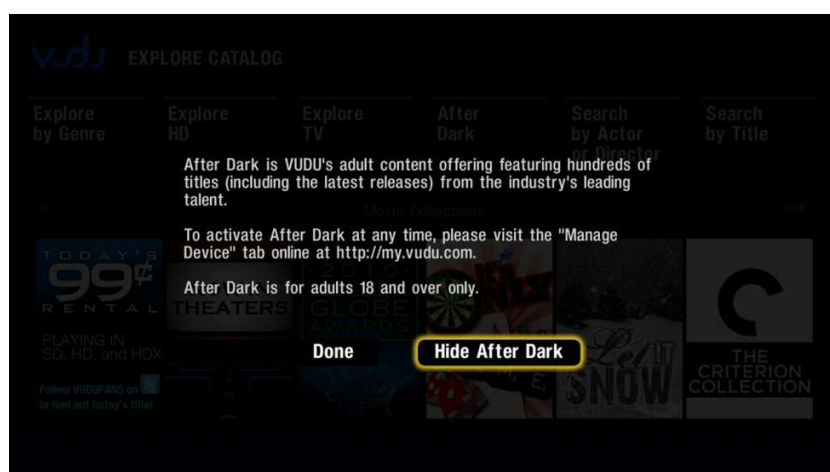 vudu EXPLORE CATALOG
Explore by Genre
Explore HD
Explore TV
After Dark
Search by Actor or Director
Search by Title
After Dark is VUDU's adult content offering featuring hundreds of
titles (including the latest releases) from the industry's leading
talent.
Movie Collections
To activate After Dark at any time, please visit the "Manage
Device" tab online at http://my.vudu.com.
After Dark is for adults 18 and over only.
Done
Hide After Dark
TODAY'S
99¢
RENTAL
PLAYING IN
SD, HD, and HDX
Follow VUDUFANS on
to find out today's title!
THEATERS
2010
GLOBE
AWARDS
LET IT
SNOW
THE
CRITERION
COLLECTION